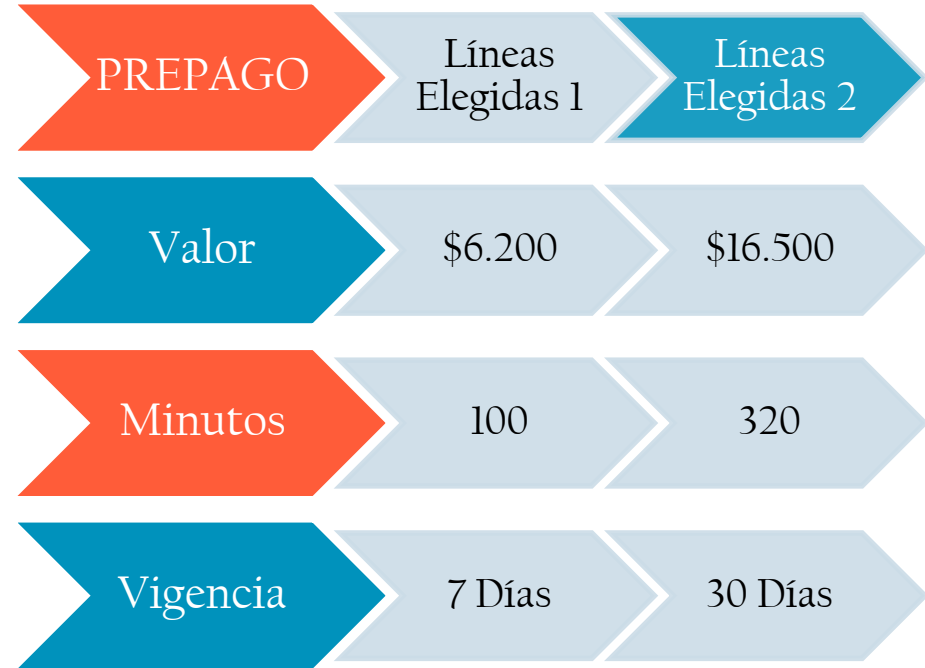 PREPAGO
Líneas
Elegidas 1
Líneas
Elegidas 2
Valor
$6.200
$16.500
Minutos
100
320
Vigencia
7 Días
30 Días